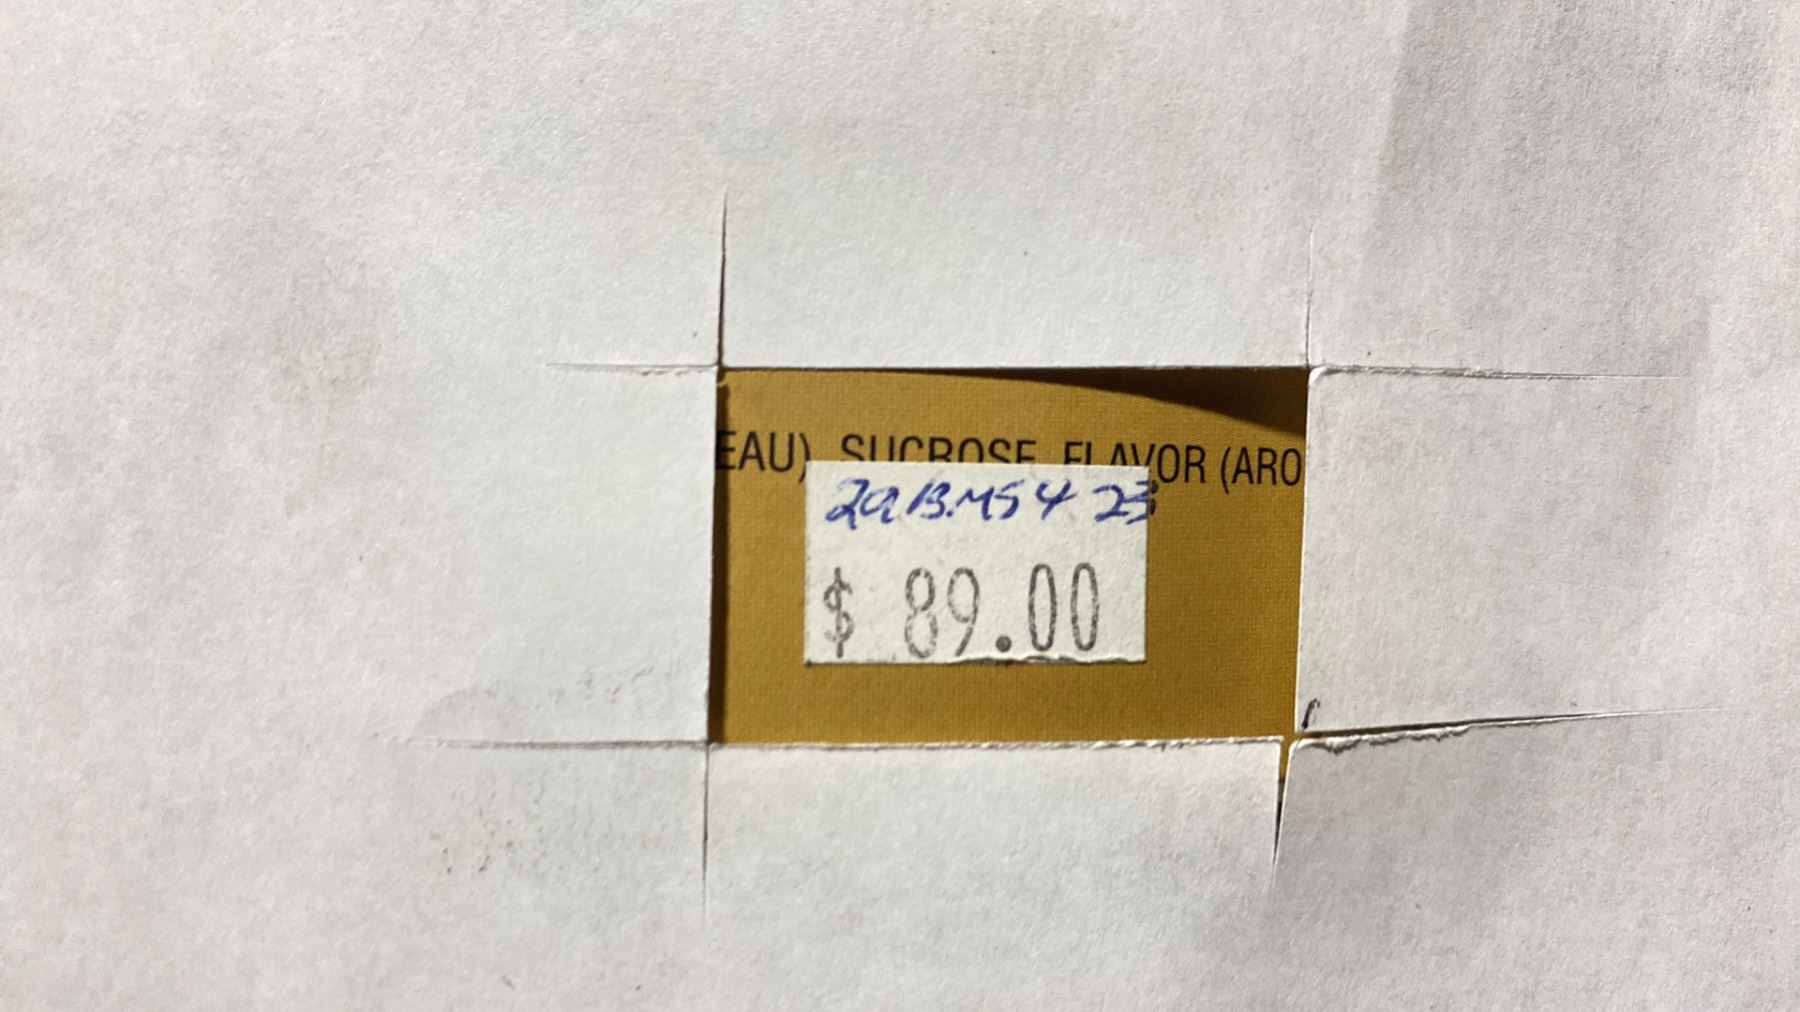 EAU), SUCROSE, FLAVOR (ARO
$ 89.00